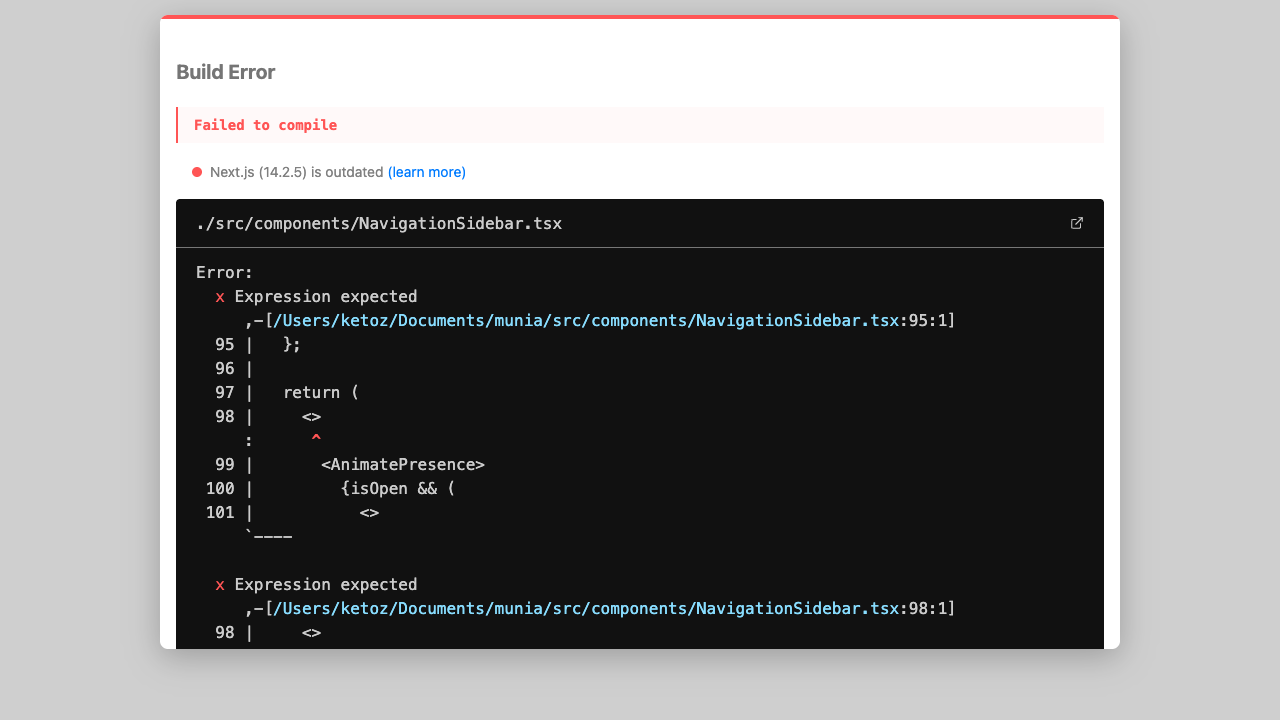 Build Error
Failed to compile
Next.js (14.2.5) is outdated (learn more)
./src/components/NavigationSidebar.tsx
Error:
  x Expression expected
     ,-[/Users/ketoz/Documents/munia/src/components/NavigationSidebar.tsx:95:1]
  95 |   };
  96 |
  97 |   return (
  98 |     <>
     :      ^
  99 |       <AnimatePresence>
 100 |         {isOpen && (
 101 |           <>
     `----
  x Expression expected
     ,-[/Users/ketoz/Documents/munia/src/components/NavigationSidebar.tsx:98:1]
  98 |     <>